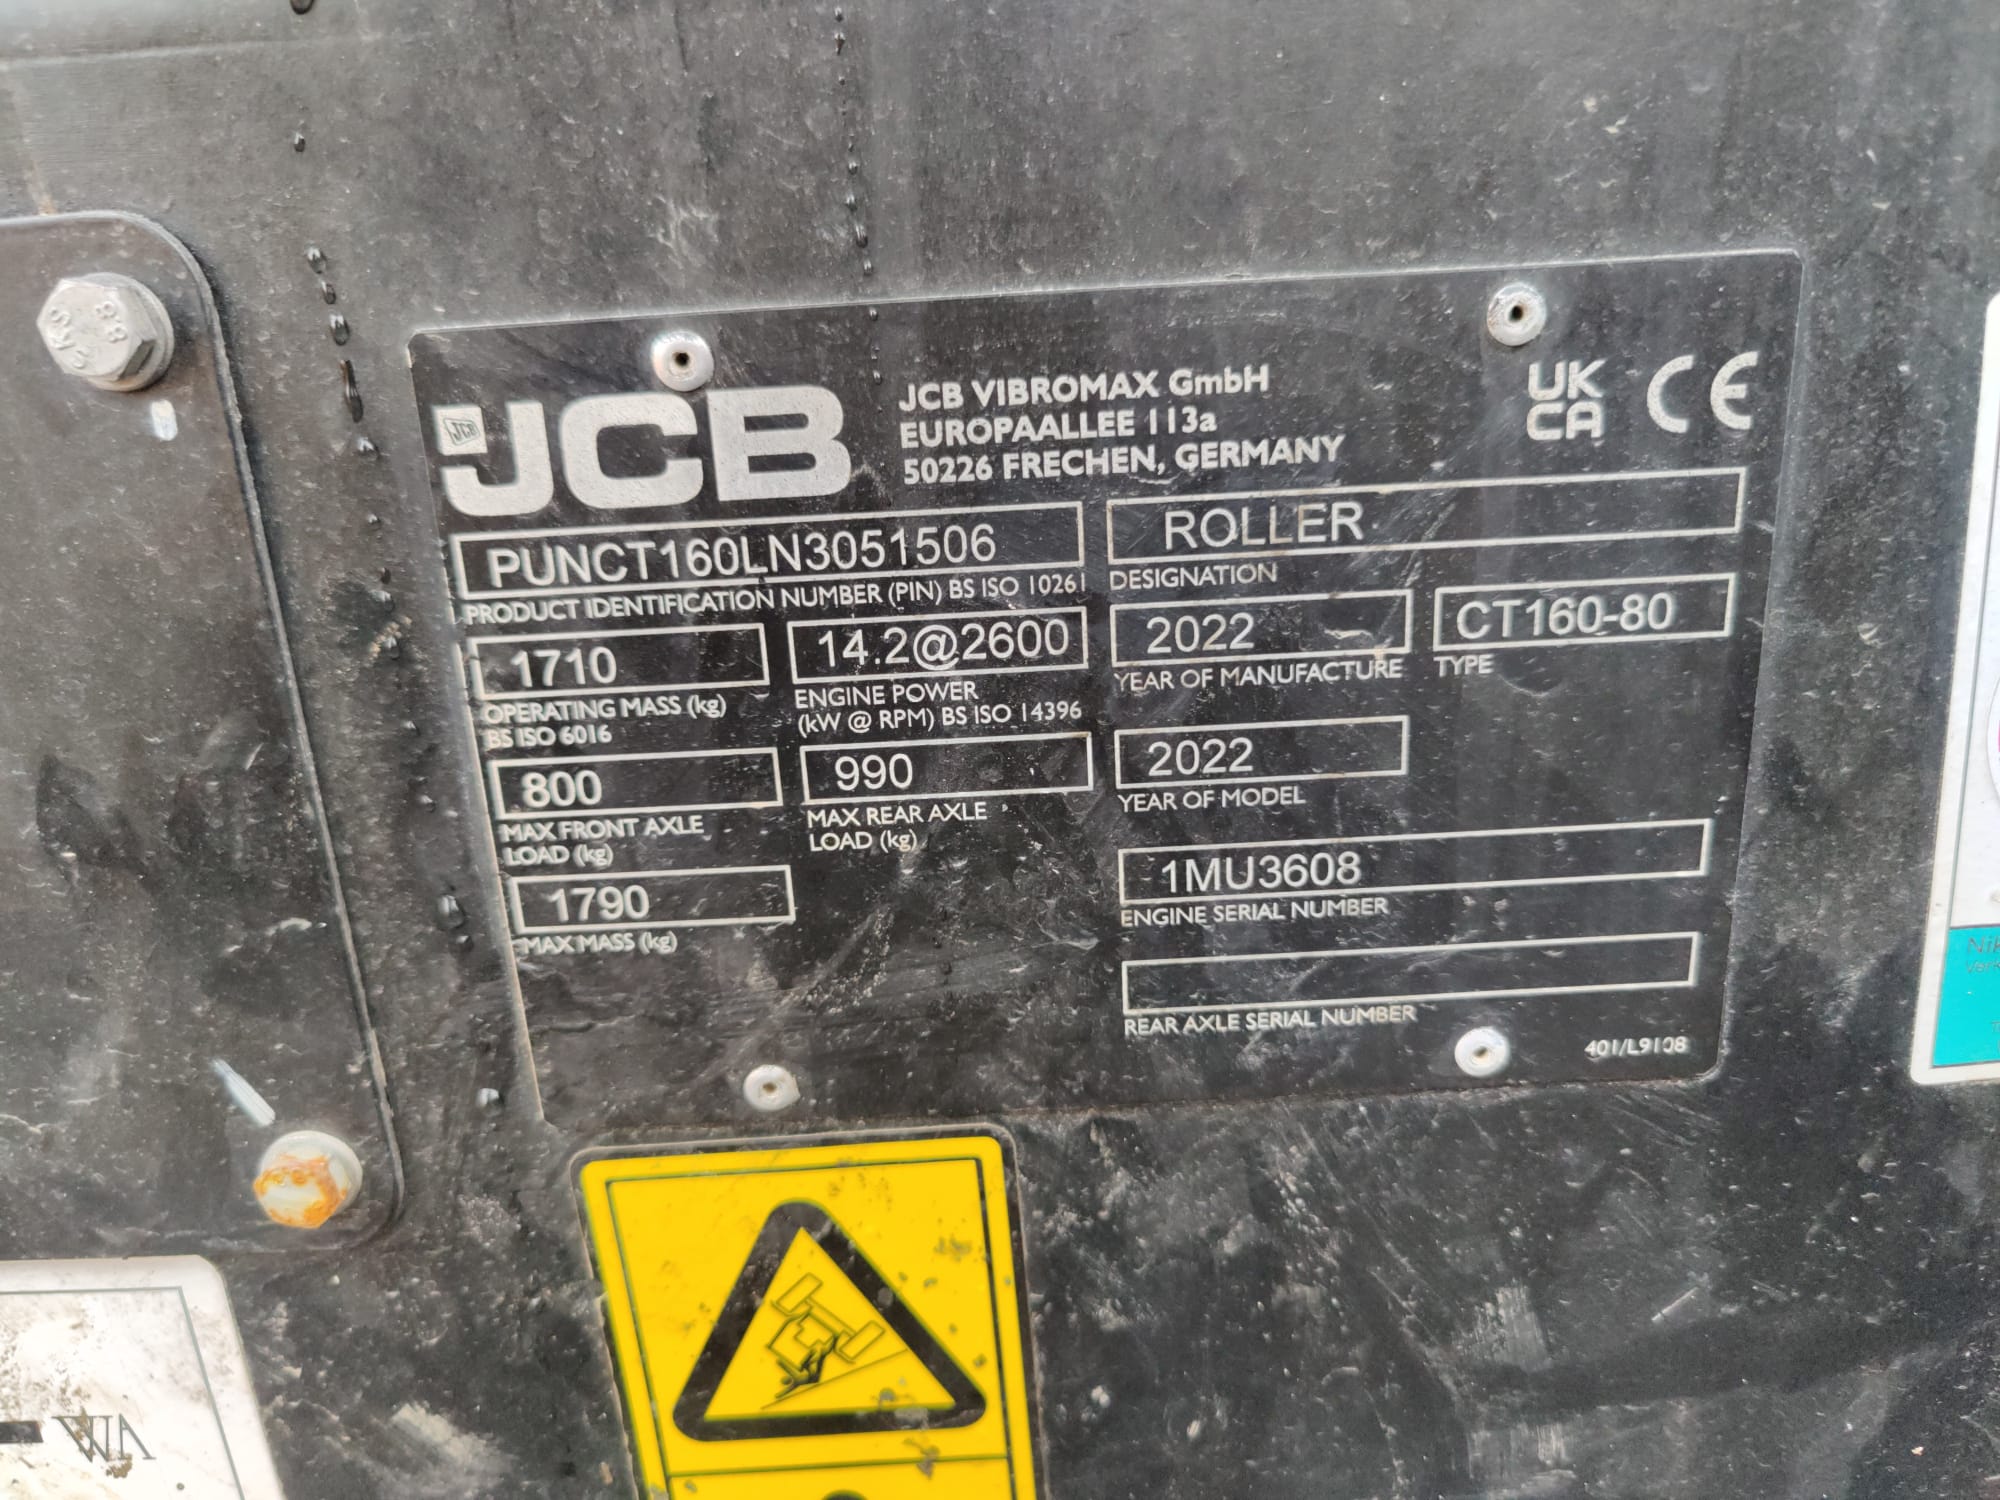 JCB
JCB
JCB VIBROMAX GmbH
EUROPAALLEE 113a
50226 FRECHEN, GERMANY
UK
CA
CE
PUNCT160LN3051506
PRODUCT IDENTIFICATION NUMBER (PIN) BS ISO 10261
ROLLER
DESIGNATION
1710
OPERATING MASS (kg)
BS ISO 6016
14.2@2600
ENGINE POWER
(kW @ RPM) BS ISO 14396
2022
YEAR OF MANUFACTURE
CT160-80
TYPE
800
MAX FRONT AXLE
LOAD (kg)
990
MAX REAR AXLE
LOAD (kg)
2022
YEAR OF MODEL
1790
MAX MASS (kg)
1MU3608
ENGINE SERIAL NUMBER
REAR AXLE SERIAL NUMBER
401/L9108
8.8